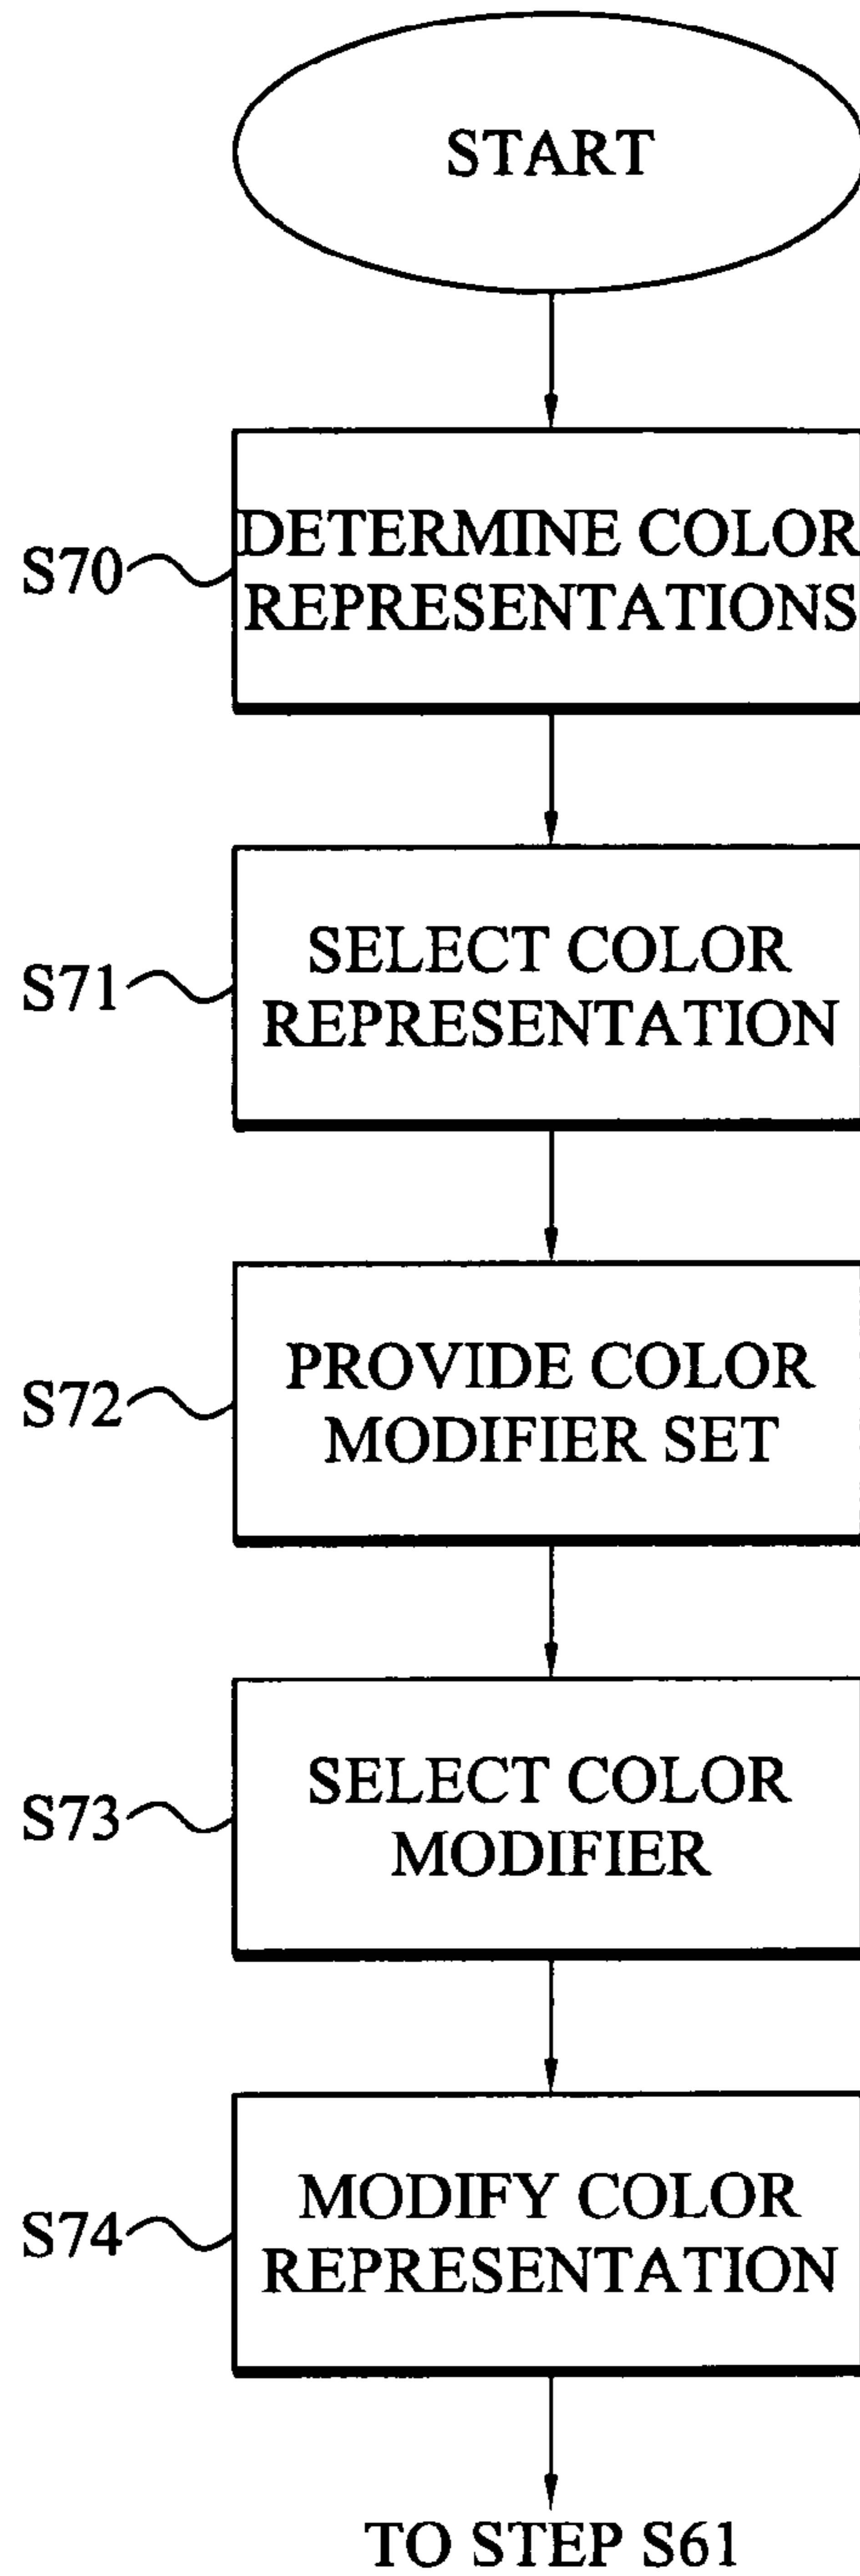 START
S70
DETERMINE COLOR
REPRESENTATIONS
S71
SELECT COLOR
REPRESENTATION
S72
PROVIDE COLOR
MODIFIER SET
S73
SELECT COLOR
MODIFIER
S74
MODIFY COLOR
REPRESENTATION
TO STEP S61